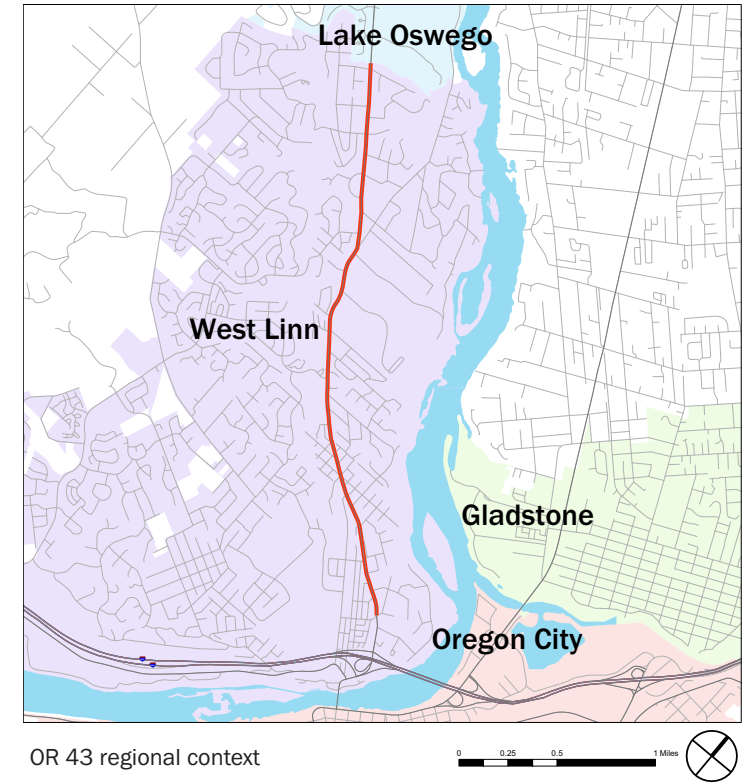 Lake Oswego
West Linn
Gladstone
Oregon City
OR 43 regional context
0 0.25 0.5 1 Miles